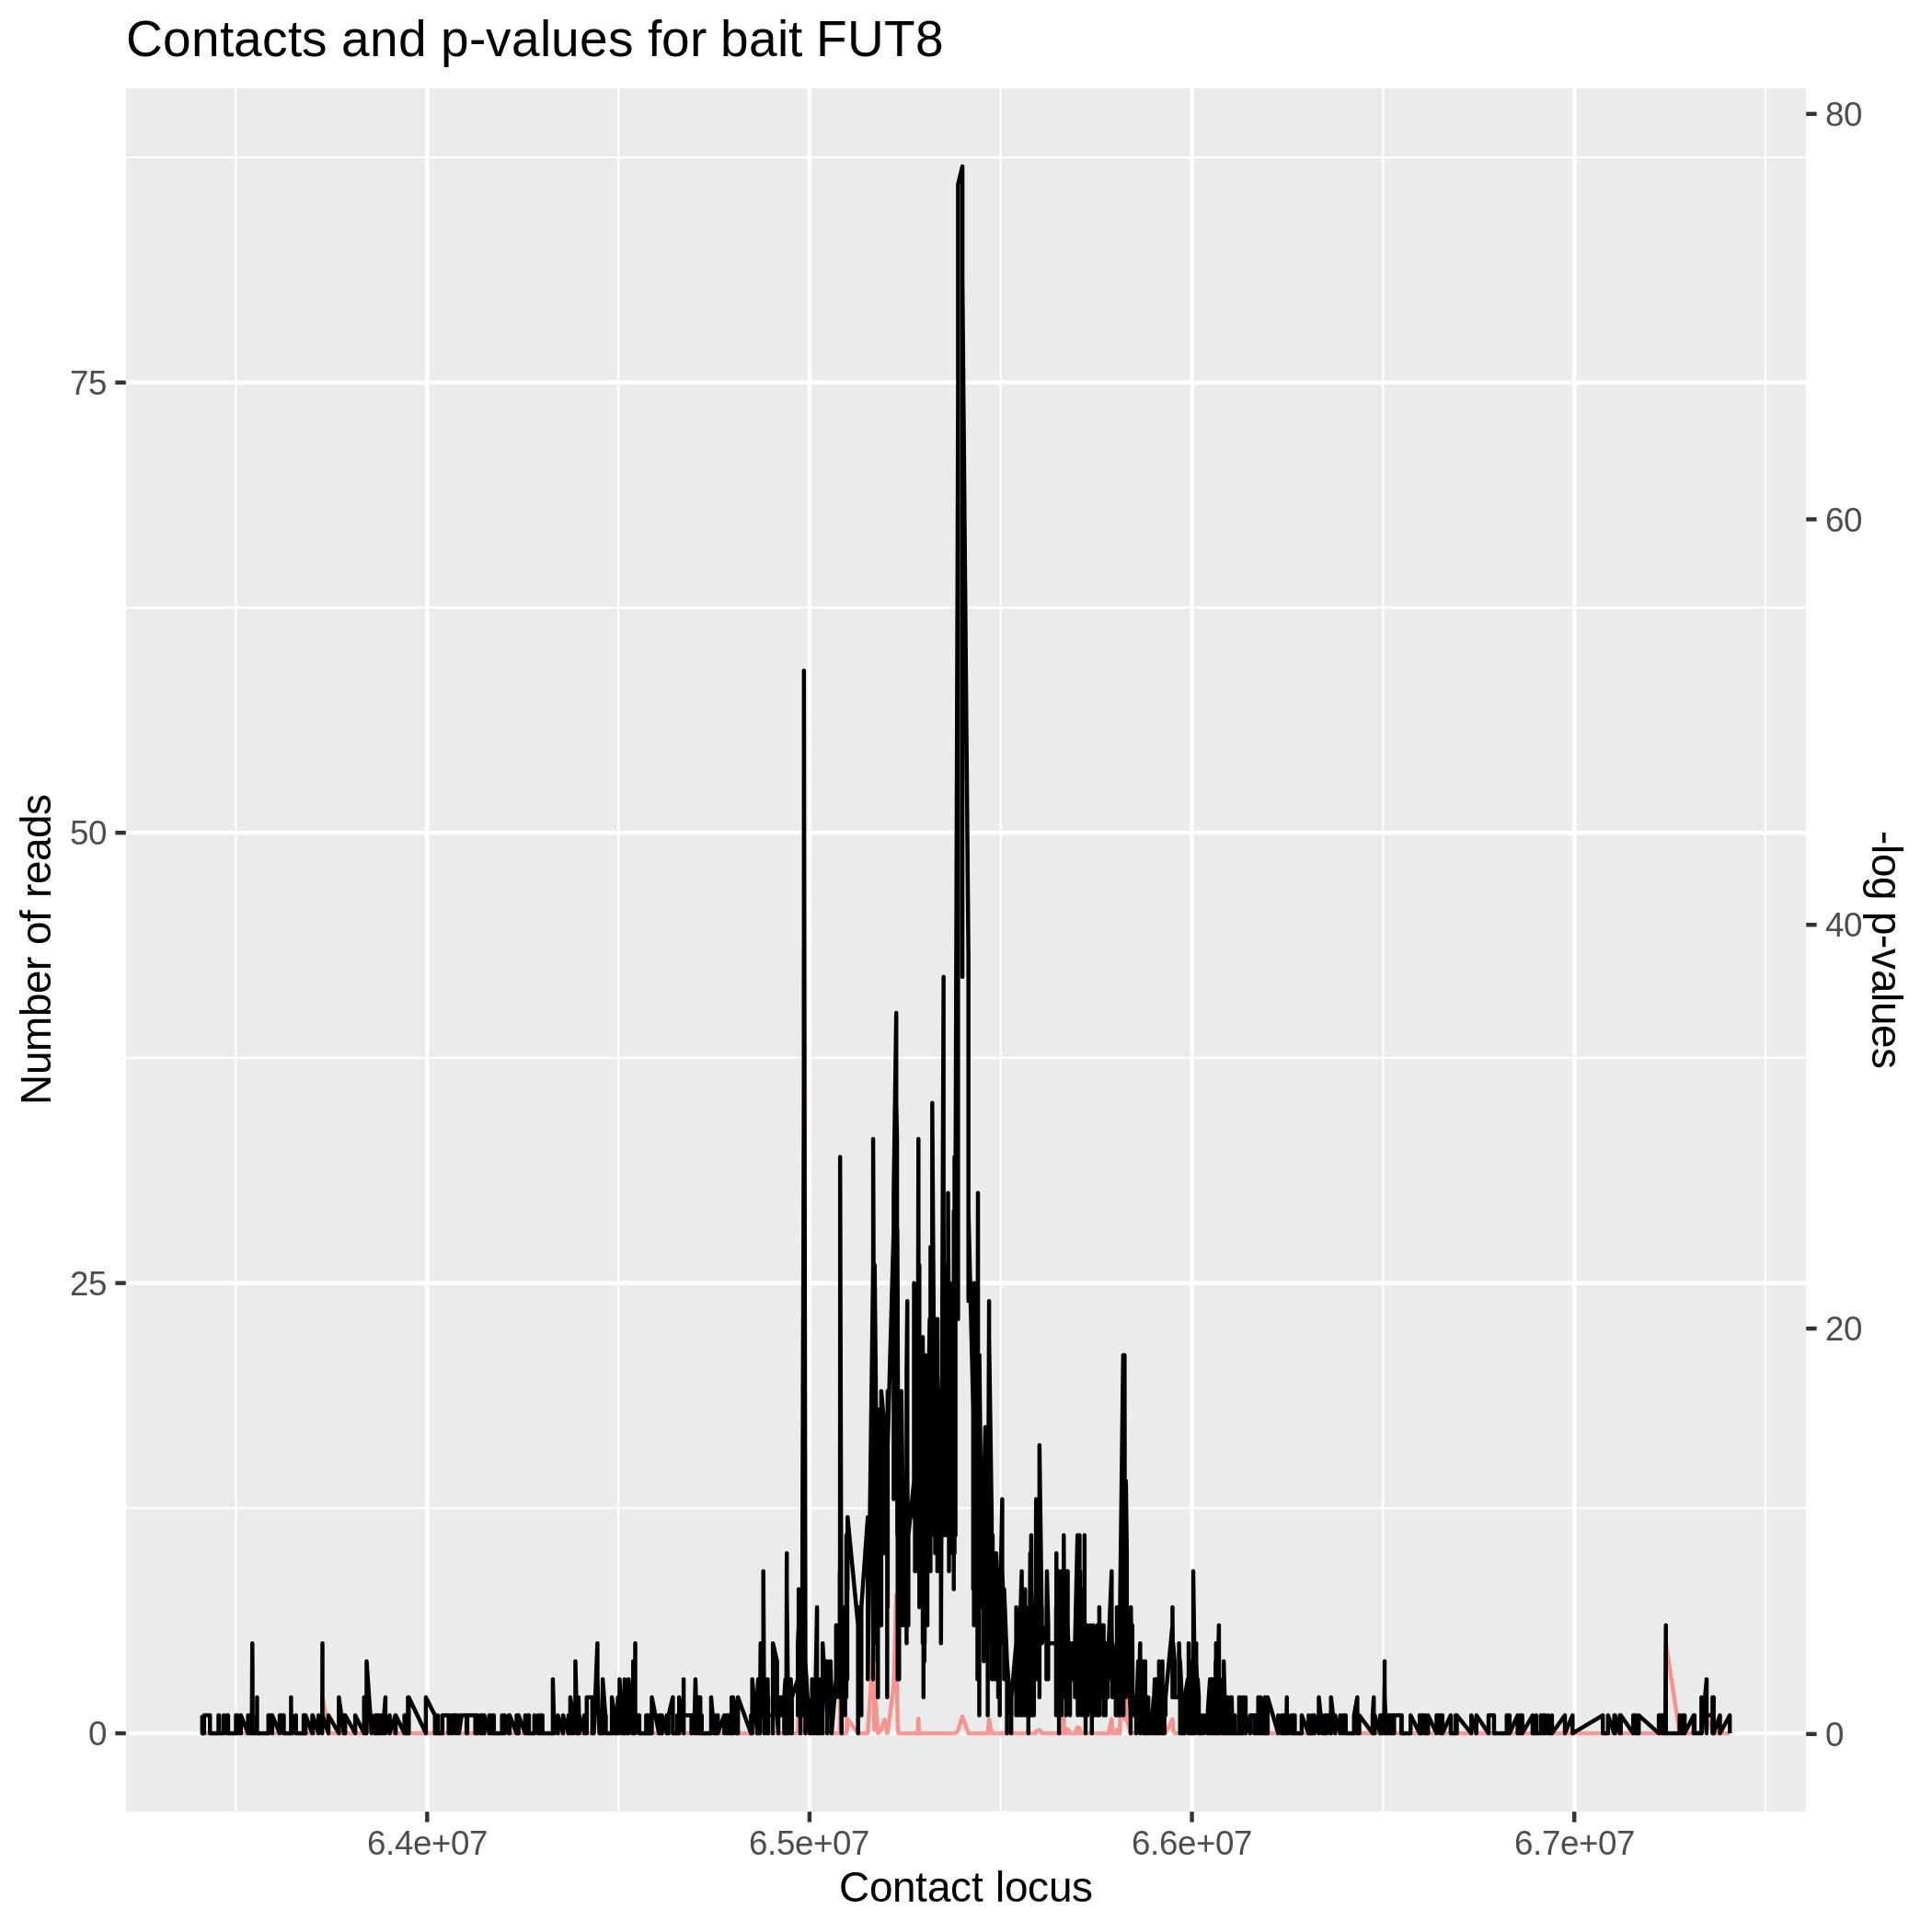 Contacts and p-values for bait FUT8
80
75
60
50
40
25
20
0
0
Number of reads
-log p-values
6.4e+07 6.5e+07 6.6e+07 6.7e+07
Contact locus